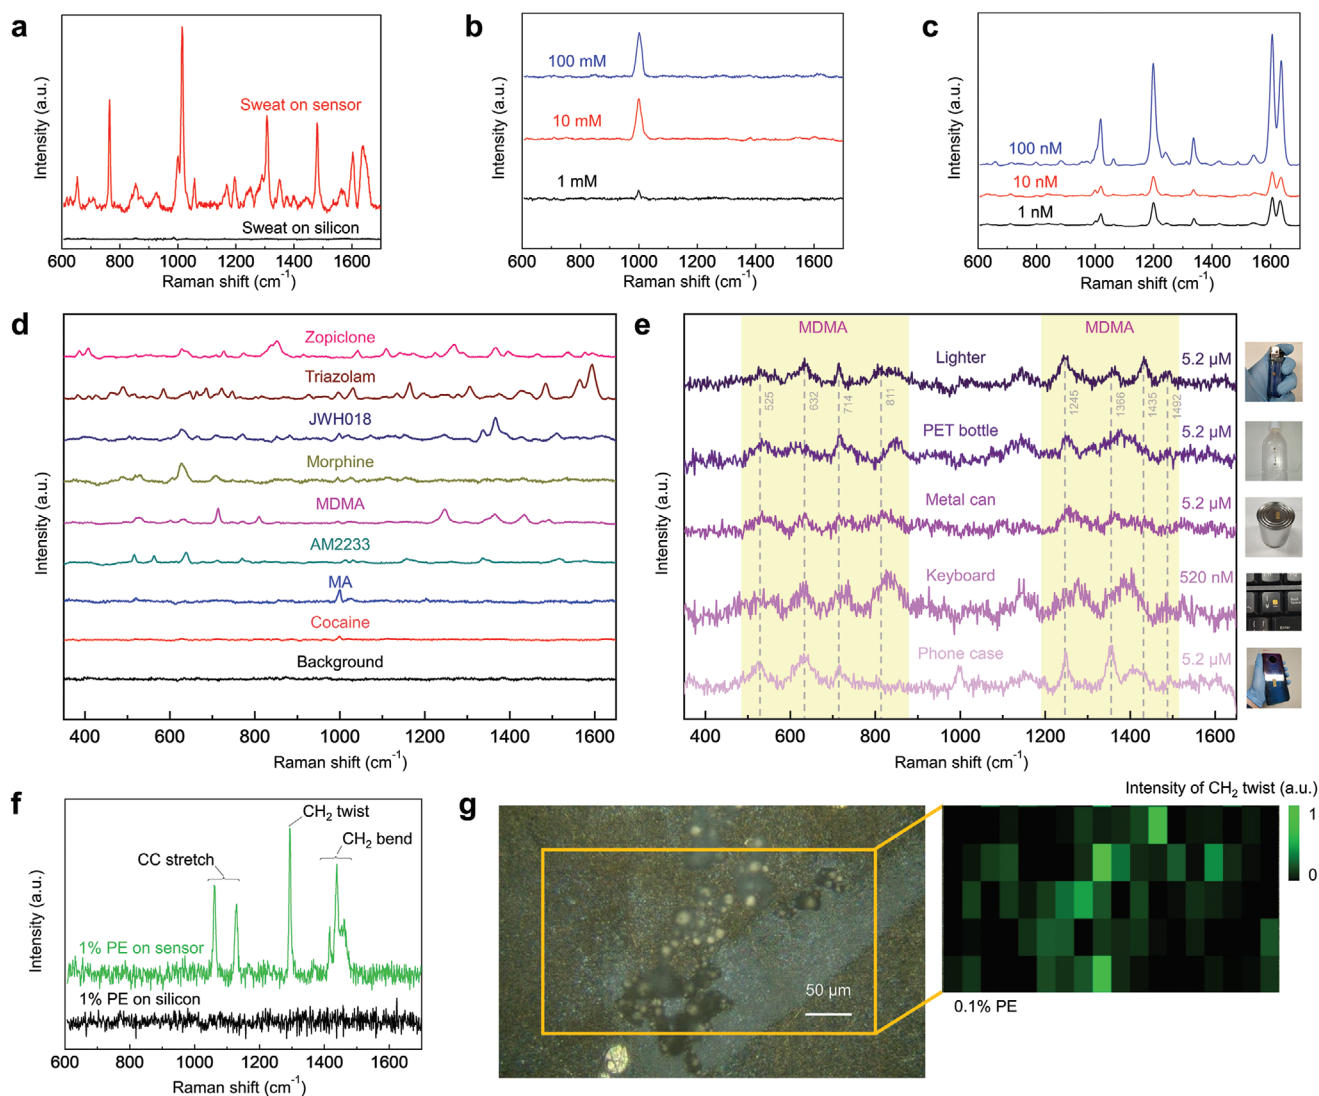 a
Intensity (a.u.)
Sweat on sensor
Sweat on silicon
600 800 1000 1200 1400 1600
Raman shift (cm⁻¹)
b
Intensity (a.u.)
100 mM
10 mM
1 mM
600 800 1000 1200 1400 1600
Raman shift (cm⁻¹)
c
Intensity (a.u.)
100 nM
10 nM
1 nM
600 800 1000 1200 1400 1600
Raman shift (cm⁻¹)
d
Intensity (a.u.)
Zopiclone
Triazolam
JWH018
Morphine
MDMA
AM2233
MA
Cocaine
Background
400 600 800 1000 1200 1400 1600
Raman shift (cm⁻¹)
e
Intensity (a.u.)
MDMA MDMA
Lighter 5.2 µM
525 632 714 811 1245 1366 1435 1492
PET bottle 5.2 µM
Metal can 5.2 µM
Keyboard 520 nM
Phone case 5.2 µM
400 600 800 1000 1200 1400 1600
Raman shift (cm⁻¹)
f
Intensity (a.u.)
CH₂ twist
CH₂ bend
CC stretch
1% PE on sensor
1% PE on silicon
600 800 1000 1200 1400 1600
Raman shift (cm⁻¹)
g
50 µm
Intensity of CH₂ twist (a.u.)
1
0
0.1% PE